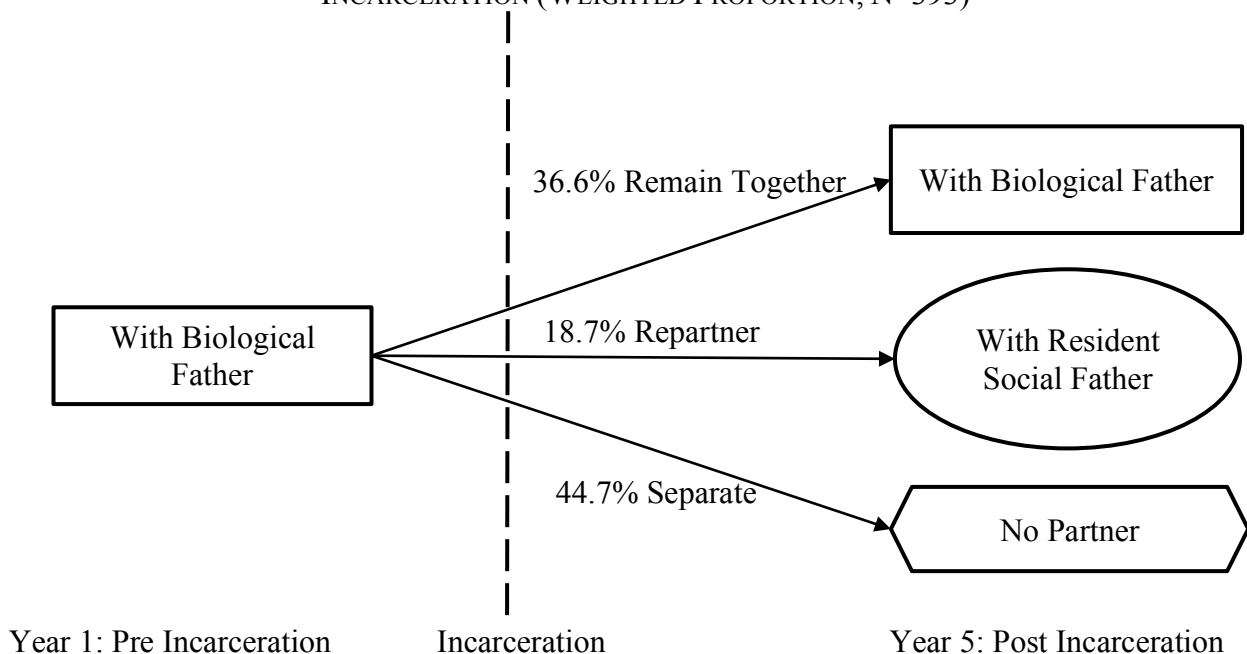 INCARCERATION (WEIGHTED PROPORTION, N=393)
36.6% Remain Together
With Biological Father
With Biological
Father
18.7% Repartner
With Resident
Social Father
44.7% Separate
No Partner
Year 1: Pre Incarceration
Incarceration
Year 5: Post Incarceration